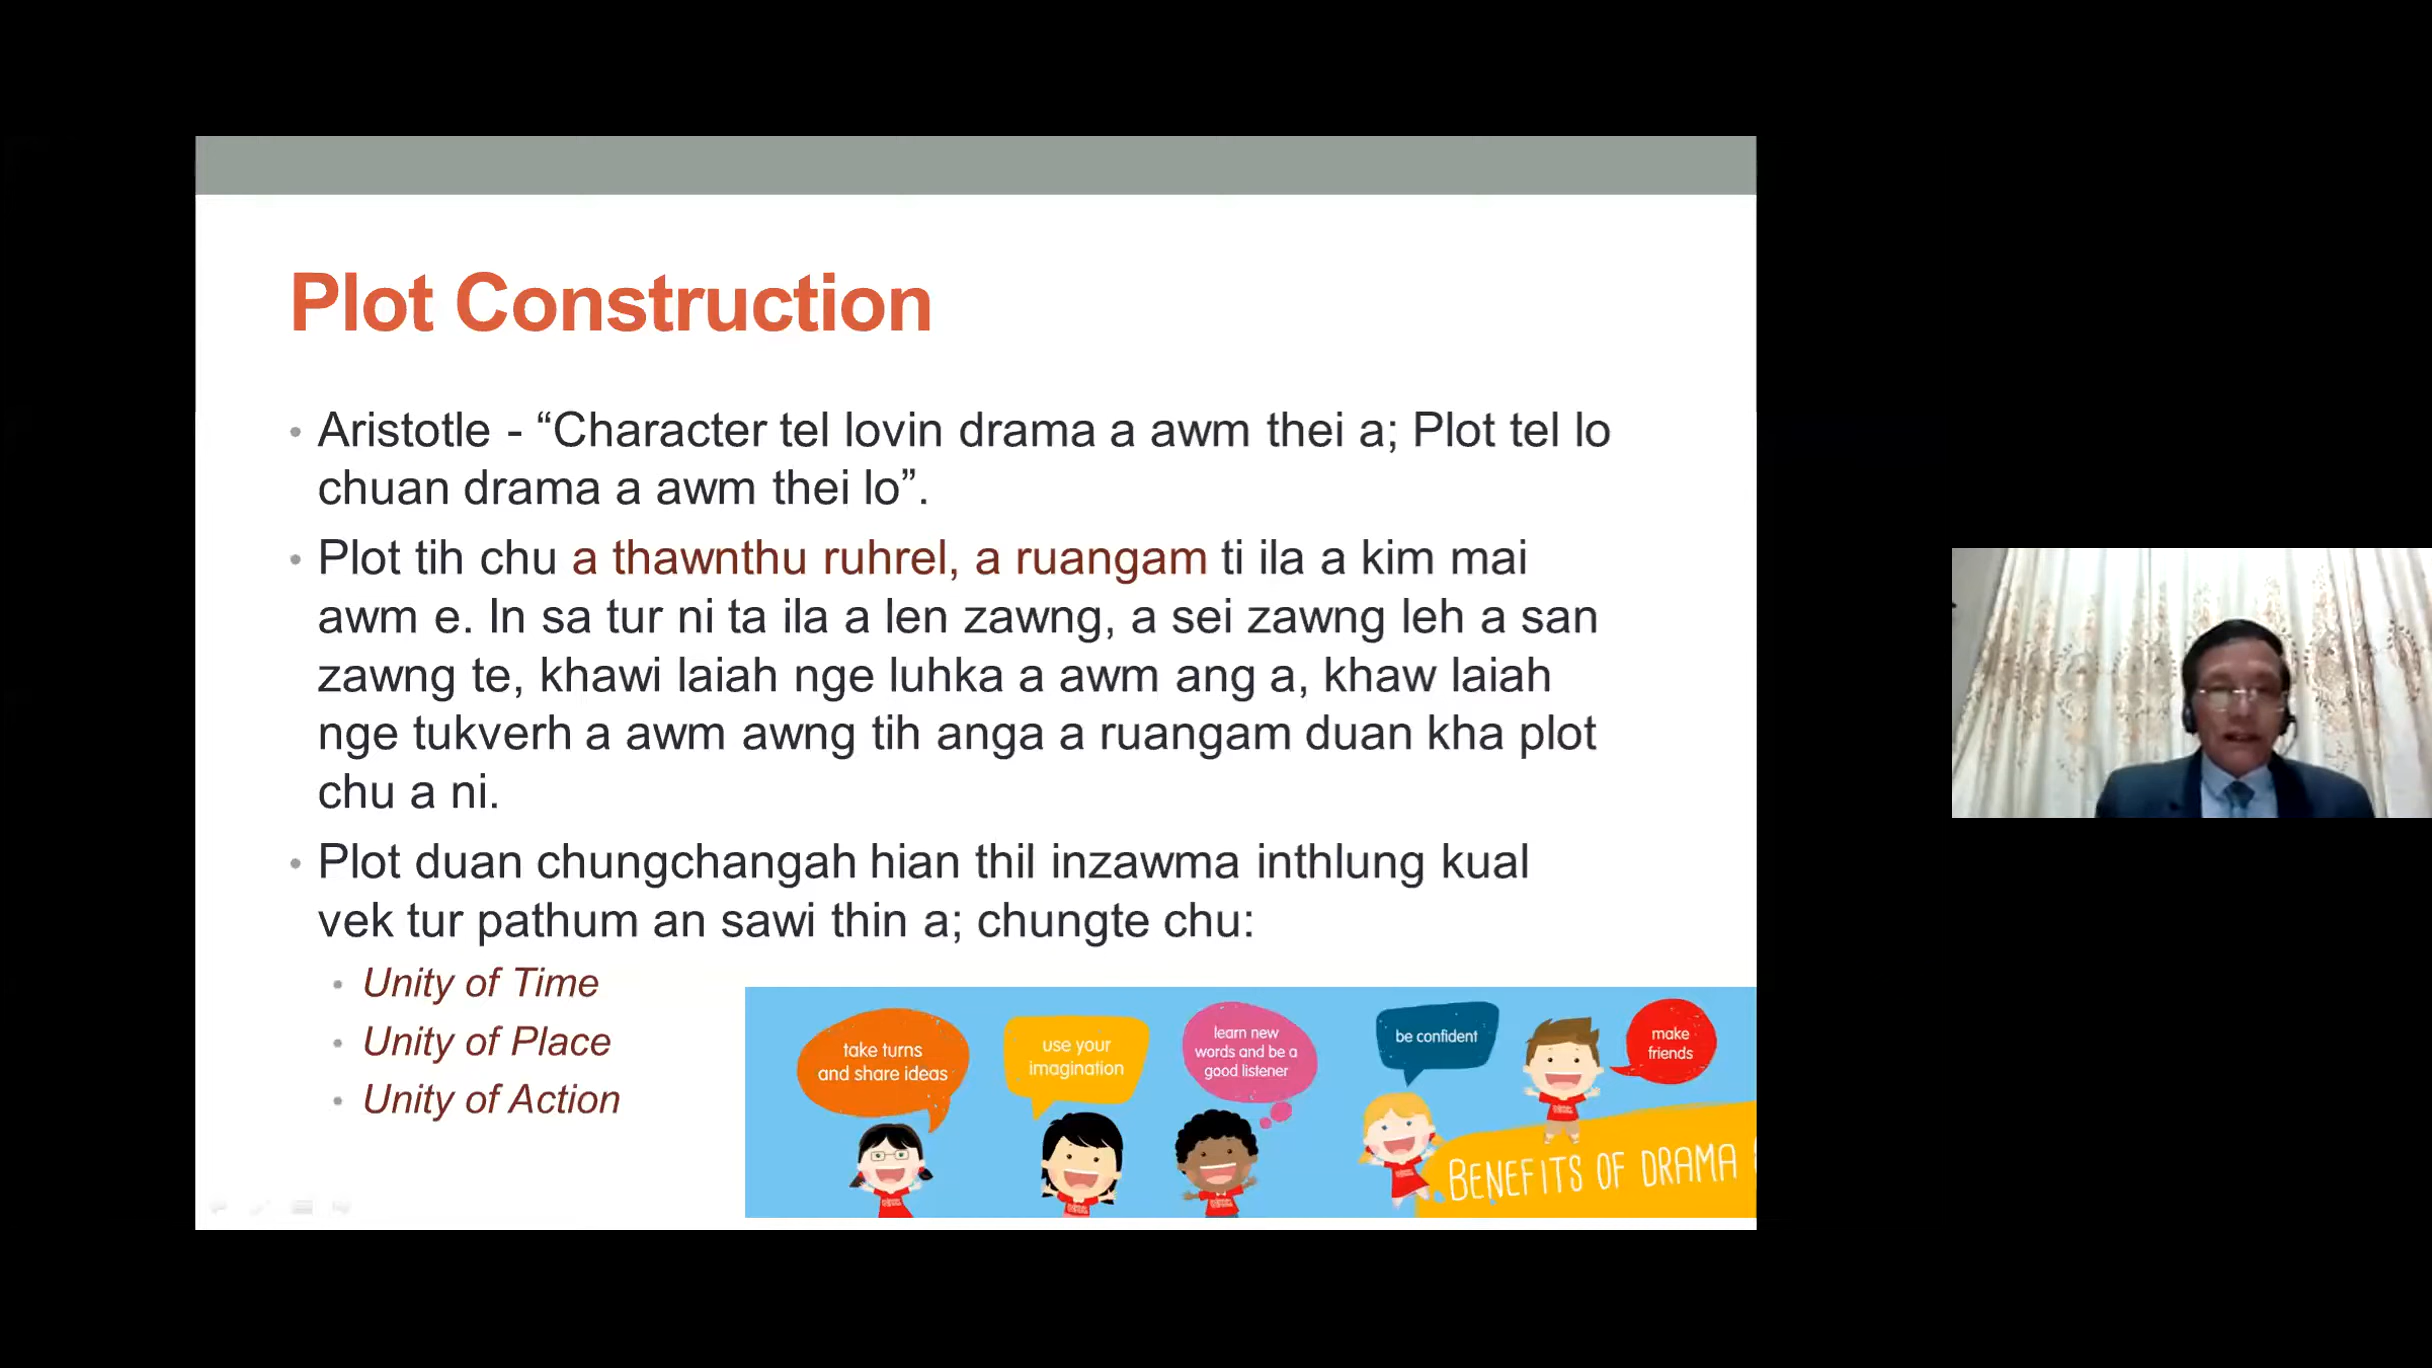 Plot Construction
• Aristotle - “Character tel lovin drama a awm thei a; Plot tel lo
chuan drama a awm thei lo”.
• Plot tih chu a thawnthu ruhrel, a ruangam ti ila a kim mai
awm e. In sa tur ni ta ila a len zawng, a sei zawng leh a san
zawng te, khawi laiah nge luhka a awm ang a, khaw laiah
nge tukverh a awm awng tih anga a ruangam duan kha plot
chu a ni.
• Plot duan chungchangah hian thil inzawma inthlung kual
vek tur pathum an sawi thin a; chungte chu:
• Unity of Time
• Unity of Place
• Unity of Action
take turns
and share ideas
use your
imagination
learn new
words and be a
good listener
be confident
make
friends
BENEFITS OF DRAMA